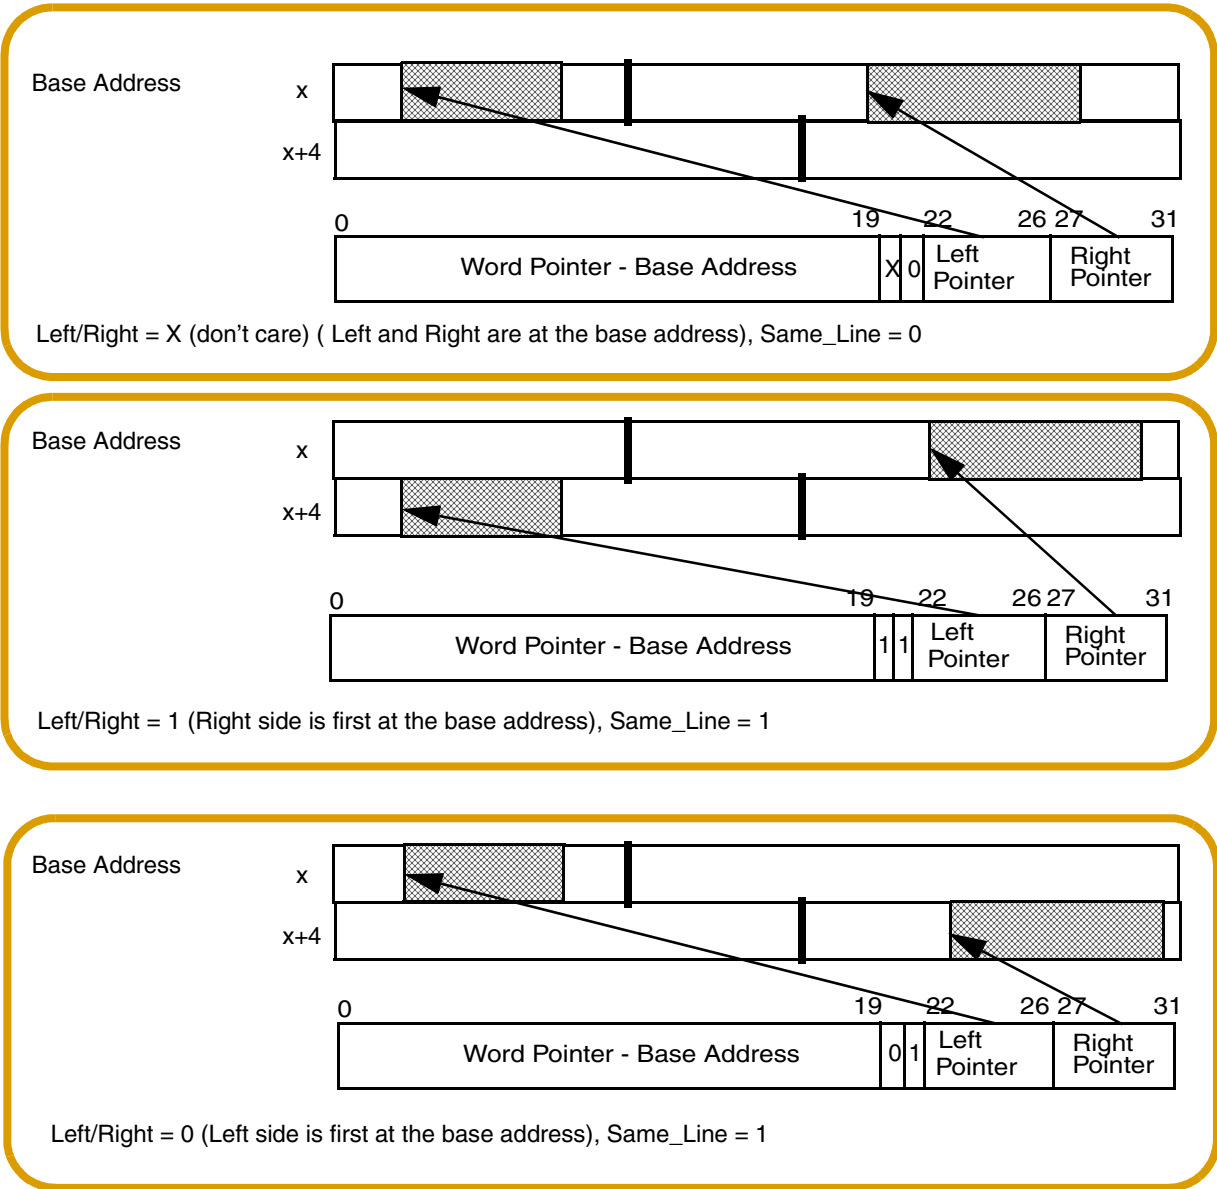 Base Address
x
x+4
0 19 22 26 27 31
Word Pointer - Base Address X 0 Left Pointer Right Pointer
Left/Right = X (don't care) ( Left and Right are at the base address), Same_Line = 0
Base Address
x
x+4
0 19 22 26 27 31
Word Pointer - Base Address 1 1 Left Pointer Right Pointer
Left/Right = 1 (Right side is first at the base address), Same_Line = 1
Base Address
x
x+4
0 19 22 26 27 31
Word Pointer - Base Address 0 1 Left Pointer Right Pointer
Left/Right = 0 (Left side is first at the base address), Same_Line = 1